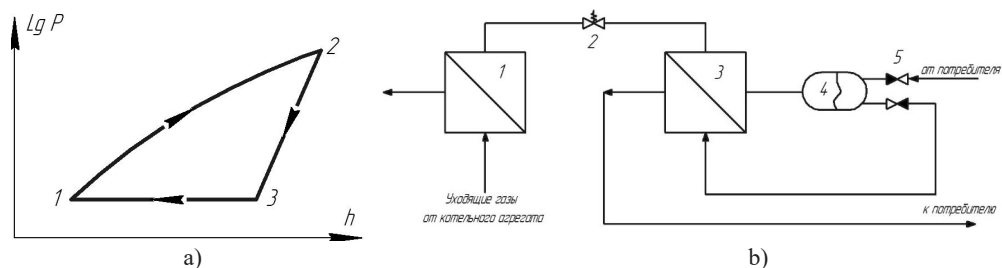 Lg P
2
1
3
h
а)
1
2
3
4
5
от потребителя
Уходящие газы
от котельного агрегата
к потребителю
b)